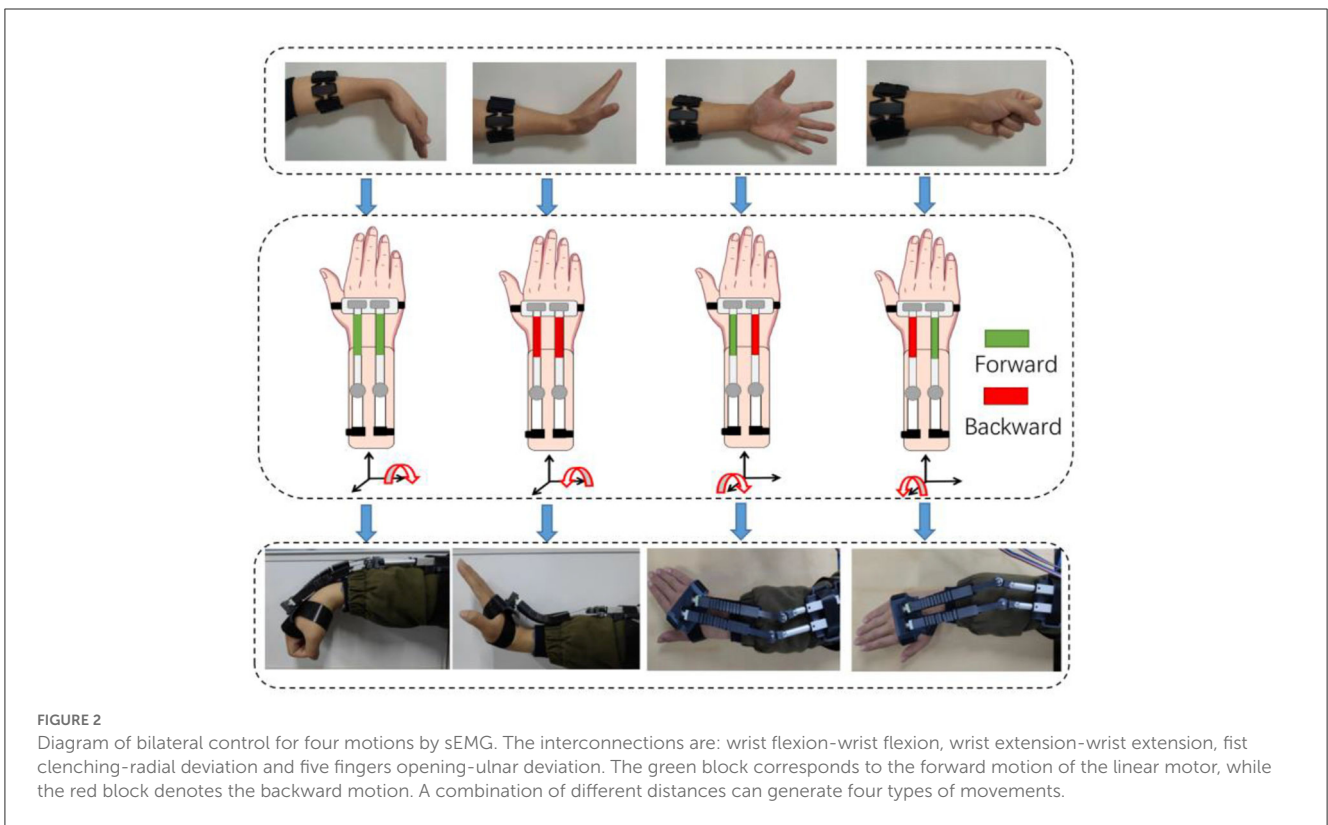 Forward
Backward
FIGURE 2
Diagram of bilateral control for four motions by sEMG. The interconnections are: wrist flexion-wrist flexion, wrist extension-wrist extension, fist
clenching-radial deviation and five fingers opening-ulnar deviation. The green block corresponds to the forward motion of the linear motor, while
the red block denotes the backward motion. A combination of different distances can generate four types of movements.